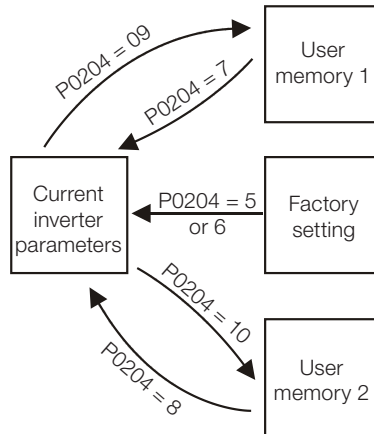 P0204 = 09
User
memory 1
P0204 = 7
Current
inverter
parameters
P0204 = 5
or 6
Factory
setting
P0204 = 10
P0204 = 8
User
memory 2